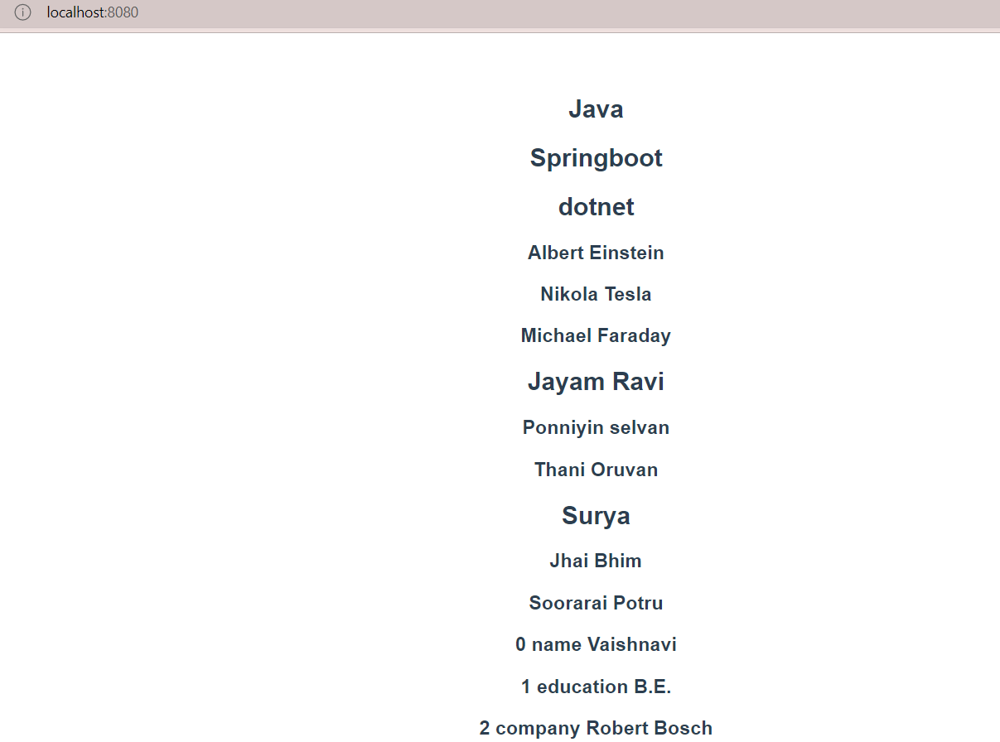 localhost:8080
Java
Springboot
dotnet
Albert Einstein
Nikola Tesla
Michael Faraday
Jayam Ravi
Ponniyin selvan
Thani Oruvan
Surya
Jhai Bhim
Soorarai Potru
0 name Vaishnavi
1 education B.E.
2 company Robert Bosch